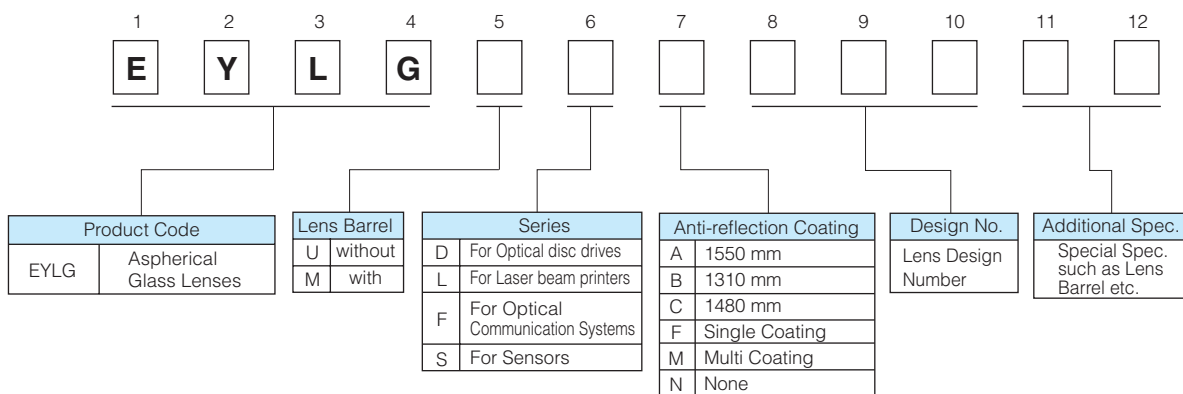 1 2 3 4 5 6 7 8 9 10 11 12
E Y L G
Product Code
EYLG Aspherical
Glass Lenses
Lens Barrel
U without
M with
Series
D For Optical disc drives
L For Laser beam printers
F For Optical
Communication Systems
S For Sensors
Anti-reflection Coating
A 1550 mm
B 1310 mm
C 1480 mm
F Single Coating
M Multi Coating
N None
Design No.
Lens Design
Number
Additional Spec.
Special Spec.
such as Lens
Barrel etc.